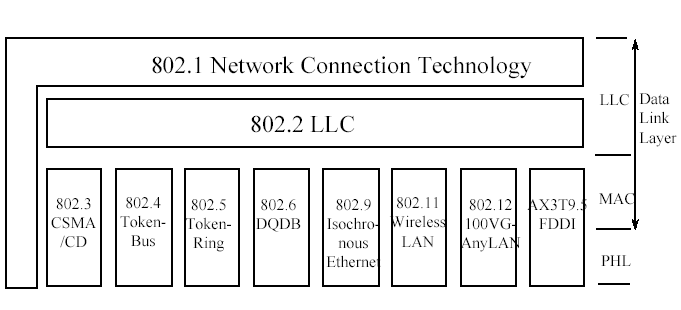 802.1 Network Connection Technology
802.2 LLC
LLC
Data
Link
Layer
802.3
CSMA
/CD
802.4
Token-
Bus
802.5
Token-
Ring
802.6
DQDB
802.9
Isochro-
nous
Ethernet
802.11
Wireless
LAN
802.12
100VG-
AnyLAN
AX3T9.5
FDDI
MAC
PHL